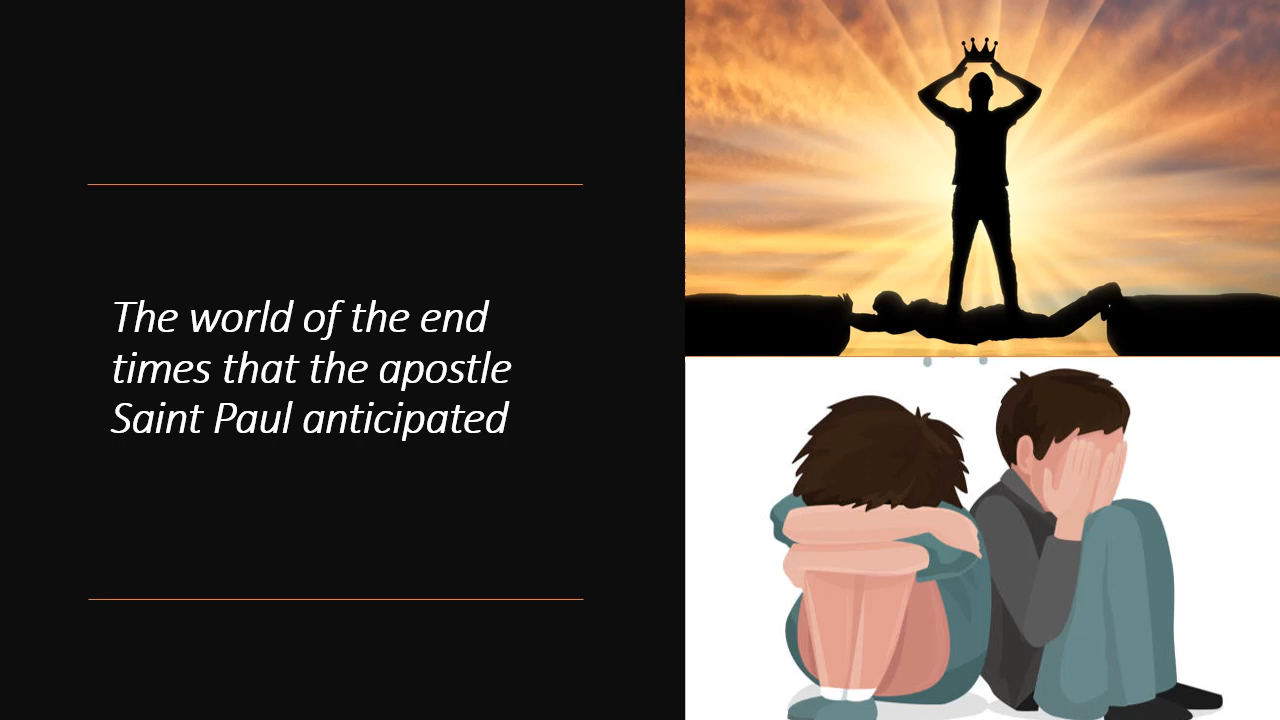 The world of the end
times that the apostle
Saint Paul anticipated